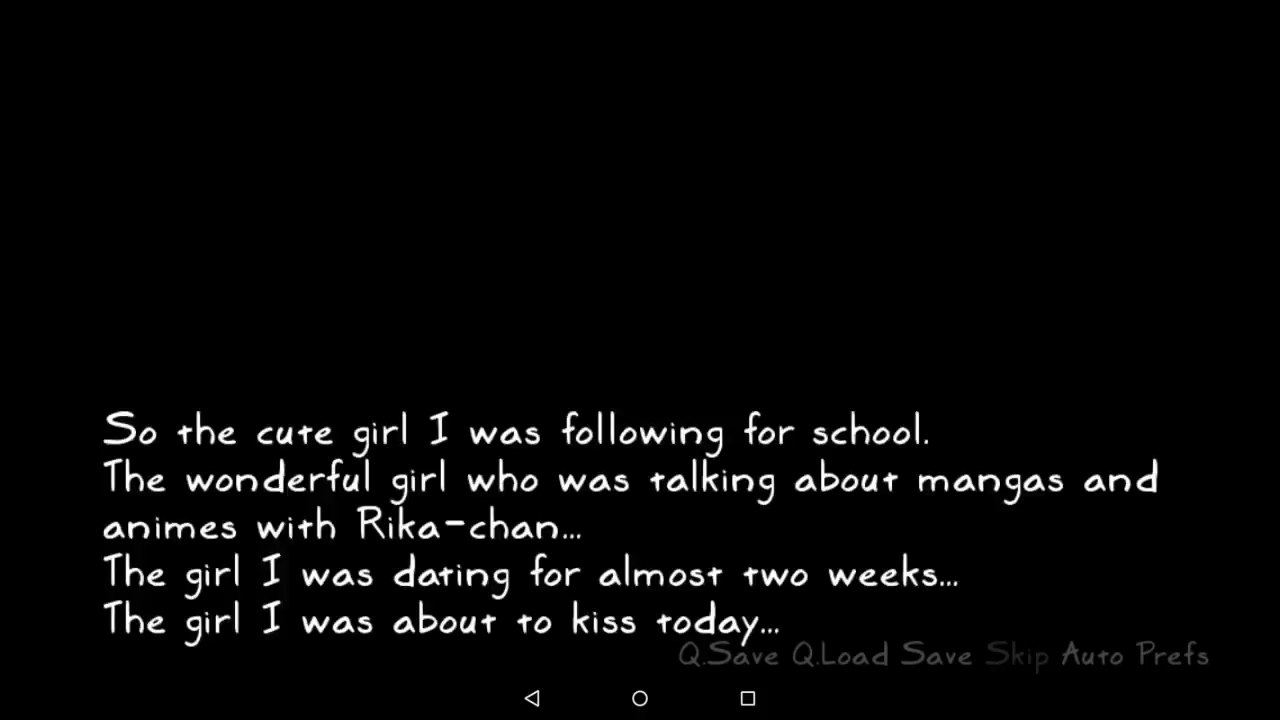 So the cute girl I was following for school.
The wonderful girl who was talking about mangas and
animes with Rika-chan...
The girl I was dating for almost two weeks...
The girl I was about to kiss today...
Q.Save Q.Load Save Skip Auto Prefs